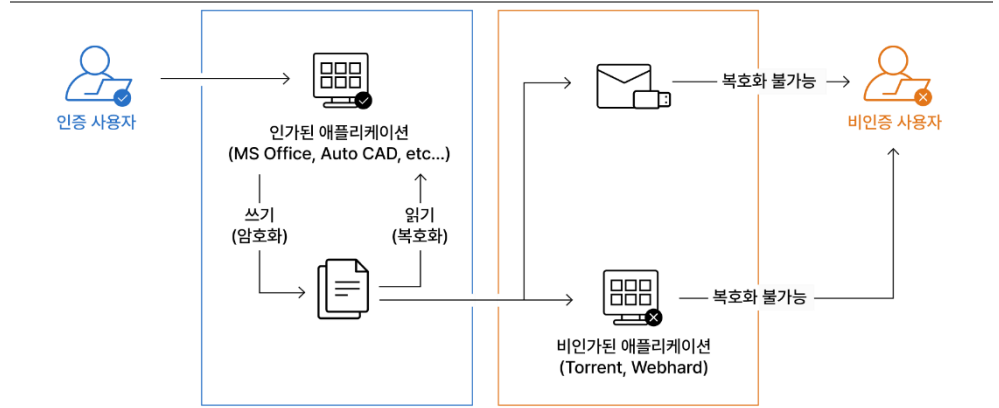 인증 사용자
인가된 애플리케이션
(MS Office, Auto CAD, etc...)
쓰기
(암호화)
읽기
(복호화)
복호화 불가능
비인증 사용자
비인가된 애플리케이션
(Torrent, Webhard)
복호화 불가능